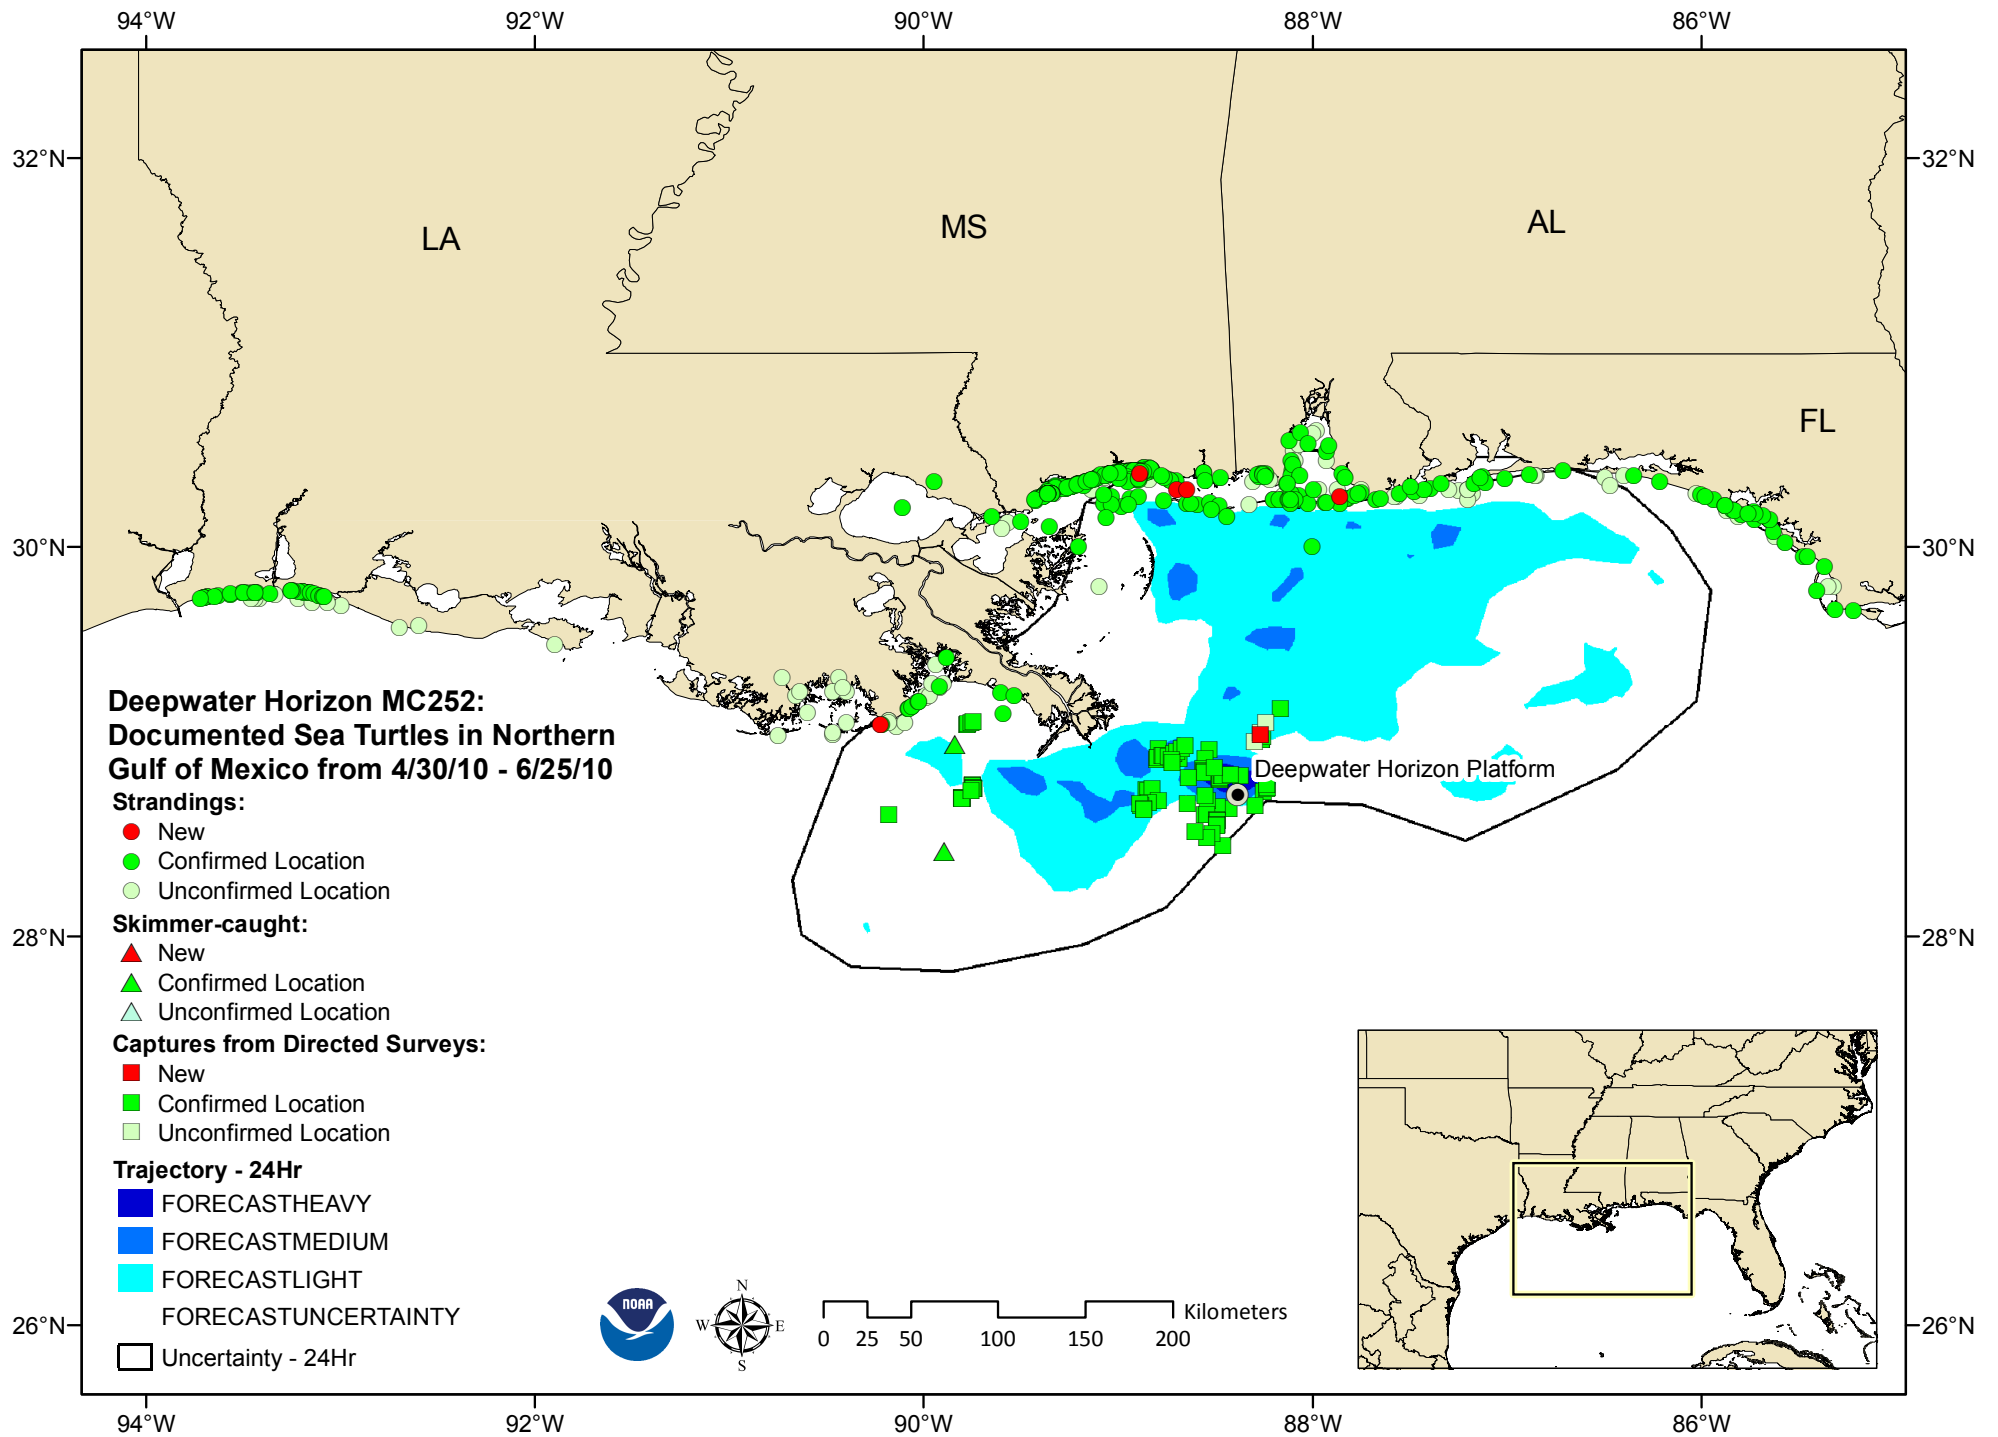 94°W 92°W 90°W 88°W 86°W
32°N 32°N
LA
MS
AL
FL
30°N 30°N
Deepwater Horizon MC252:
Documented Sea Turtles in Northern
Gulf of Mexico from 4/30/10 - 6/25/10
Deepwater Horizon Platform
Strandings:
New
Confirmed Location
Unconfirmed Location
Skimmer-caught:
28°N 28°N
New
Confirmed Location
Unconfirmed Location
Captures from Directed Surveys:
New
Confirmed Location
Unconfirmed Location
Trajectory - 24Hr
FORECASTHEAVY
FORECASTMEDIUM
FORECASTLIGHT
FORECASTUNCERTAINTY
Uncertainty - 24Hr
NOAA
N
W E
S
Kilometers
0 25 50 100 150 200
26°N 26°N
94°W 92°W 90°W 88°W 86°W